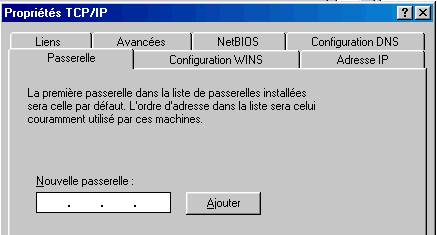 Propriétés TCP/IP
? ×
Liens Avancées NetBIOS Configuration DNS
Passerelle Configuration WINS Adresse IP
La première passerelle dans la liste de passerelles installées
sera celle par défaut. L'ordre d'adresse dans la liste sera celui
couramment utilisé par ces machines.
Nouvelle passerelle :
. . .
Ajouter